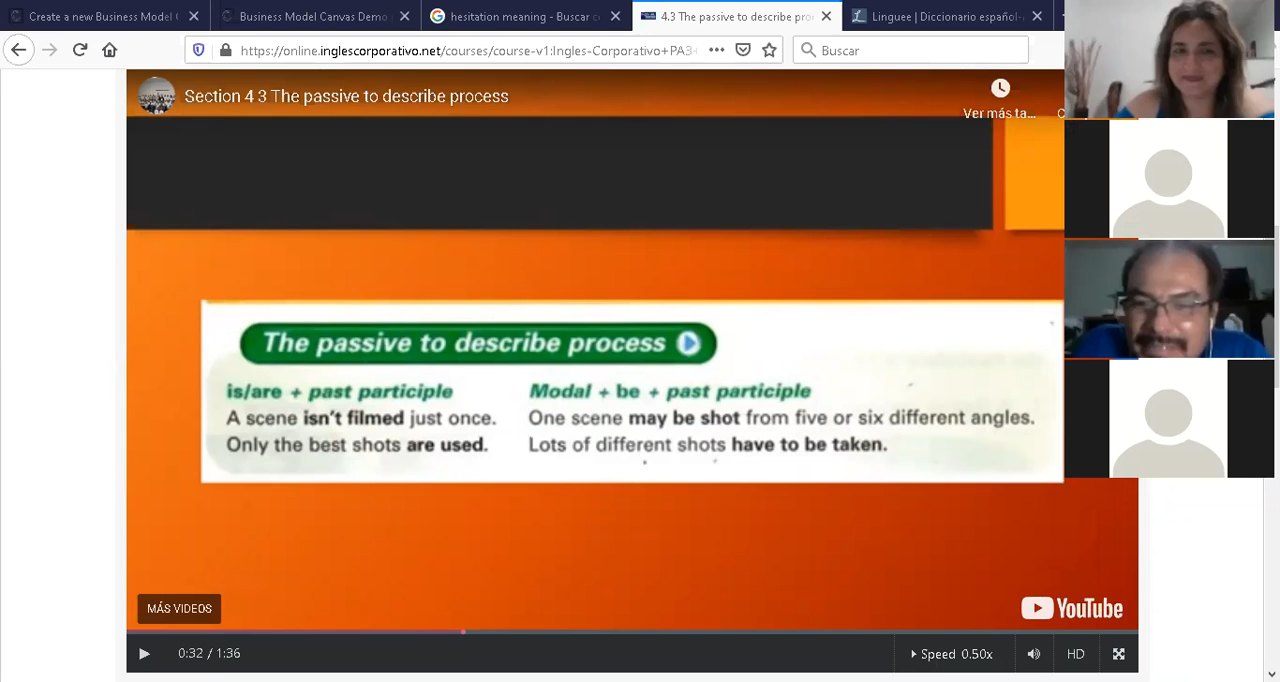 Create a new Business Model
Business Model Canvas Demo
hesitation meaning - Buscar
4.3 The passive to describe
Linguee | Diccionario español-
https://online.inglescorporativo.net/courses/course-v1:Ingles-Corporativo+PA3
Buscar
Section 4 3 The passive to describe process
Ver más ta...
The passive to describe process
is/are + past participle
Modal + be + past participle
A scene isn't filmed just once.
One scene may be shot from five or six different angles.
Only the best shots are used.
Lots of different shots have to be taken.
MÁS VIDEOS
YouTube
0:32 / 1:36
Speed 0.50x
HD